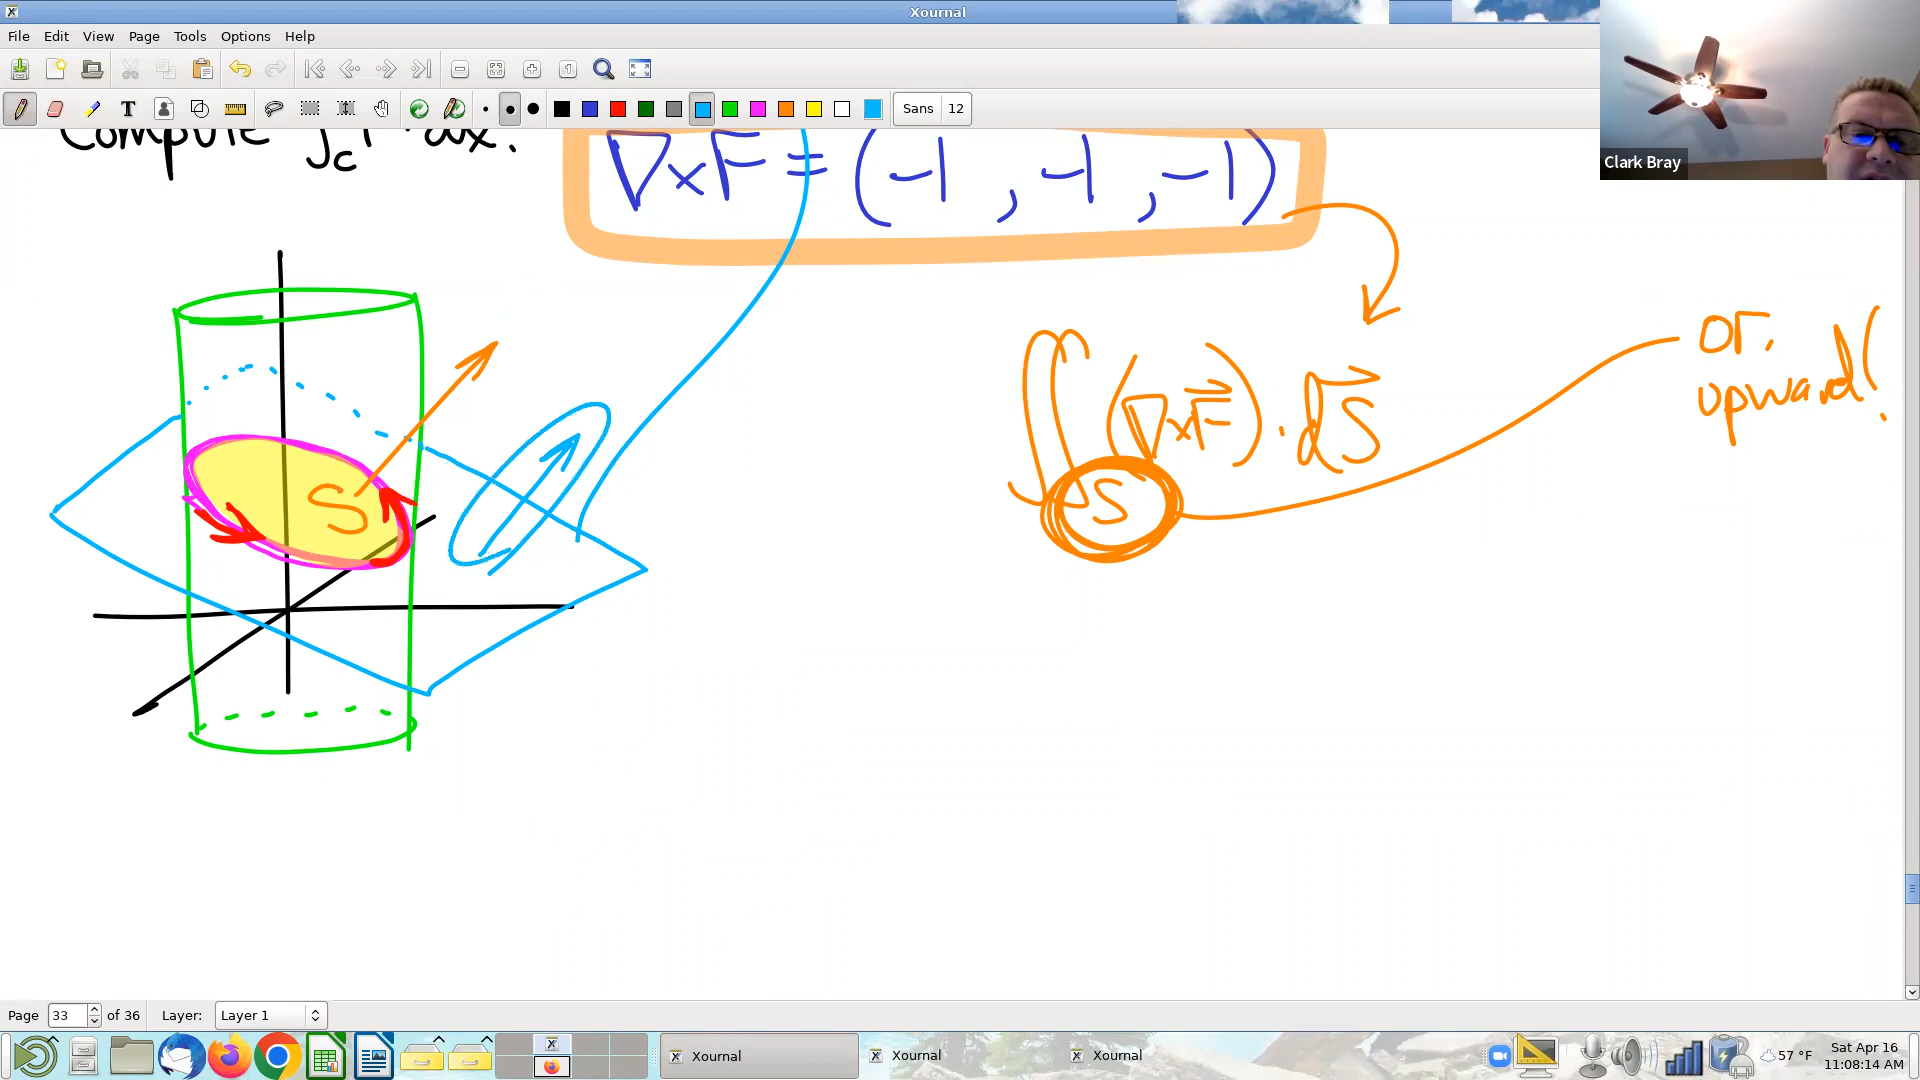 Xournal
File Edit View Page Tools Options Help
Sans 12
Clark Bray
Compute ∫_C F · dx.
∇×F = (-1, -1, -1)
or.
upward!
∬_S (∇×F⃗) · dS⃗
S
Page 33 of 36 Layer: Layer 1
Xournal
Xournal
Xournal
57 °F
Sat Apr 16
11:08:14 AM